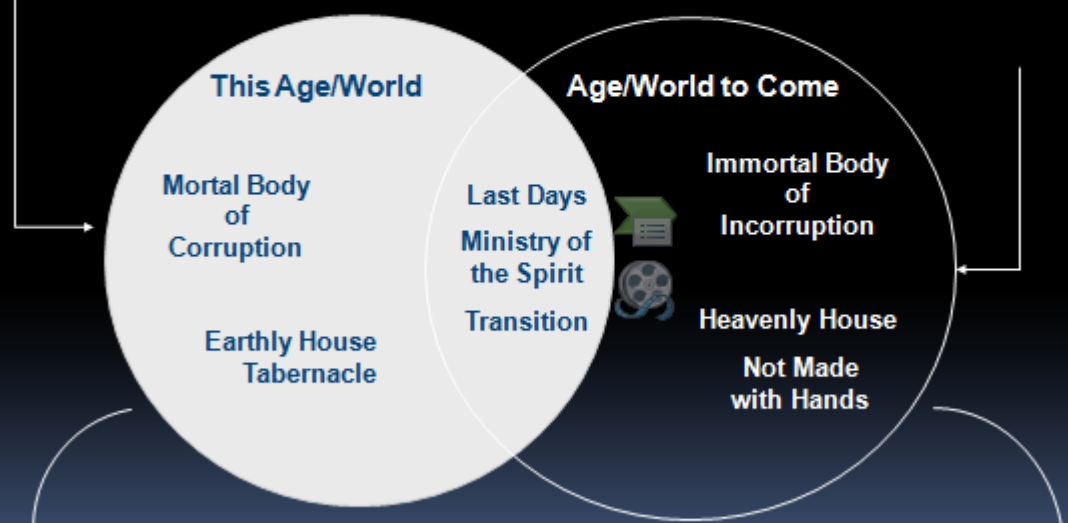 This Age/World
Mortal Body
of
Corruption
Earthly House
Tabernacle
Last Days
Ministry of
the Spirit
Transition
Age/World to Come
Immortal Body
of
Incorruption
Heavenly House
Not Made
with Hands